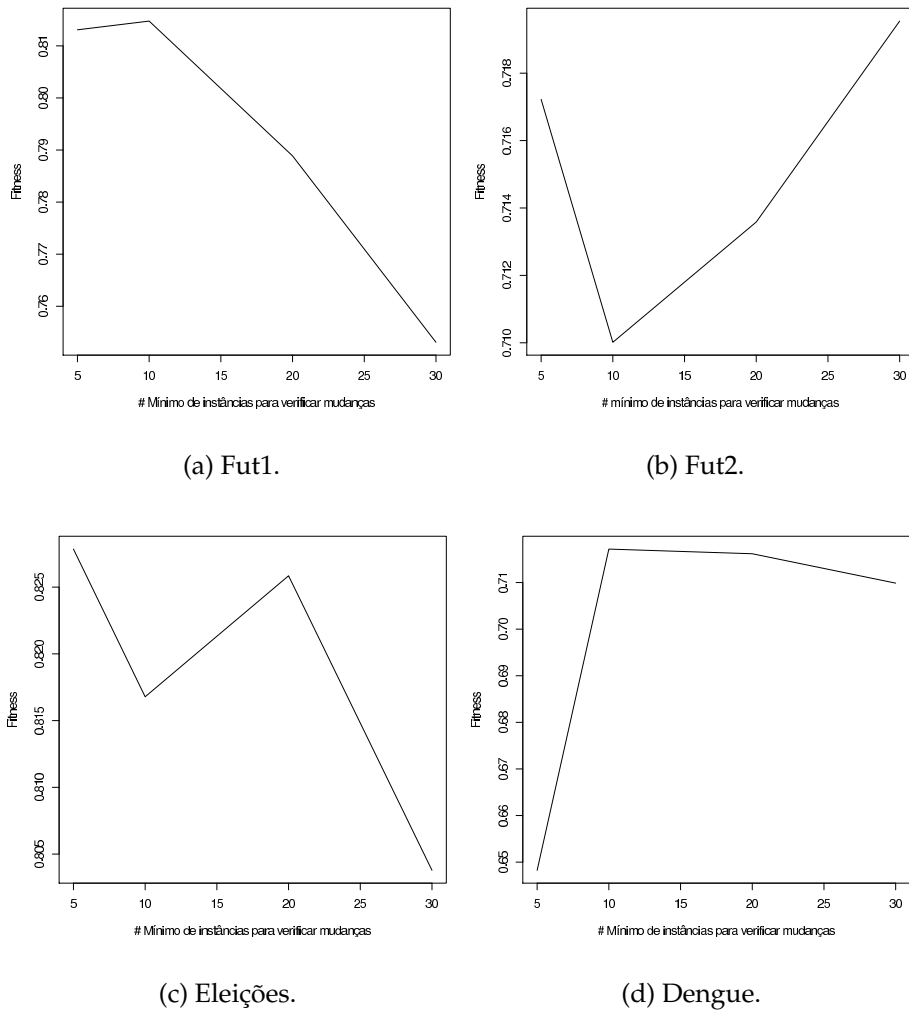 0.81
0.80
0.79
0.78
0.77
0.76
Fitness
5 10 15 20 25 30
# Mínimo de instâncias para verificar mudanças
(a) Fut1.
0.718
0.716
0.714
0.712
0.710
Fitness
5 10 15 20 25 30
# mínimo de instâncias para verificar mudanças
(b) Fut2.
0.825
0.820
0.815
0.810
0.805
Fitness
5 10 15 20 25 30
# Mínimo de instâncias para verificar mudanças
(c) Eleições.
0.71
0.70
0.69
0.68
0.67
0.66
0.65
Fitness
5 10 15 20 25 30
# Mínimo de instâncias para verificar mudanças
(d) Dengue.